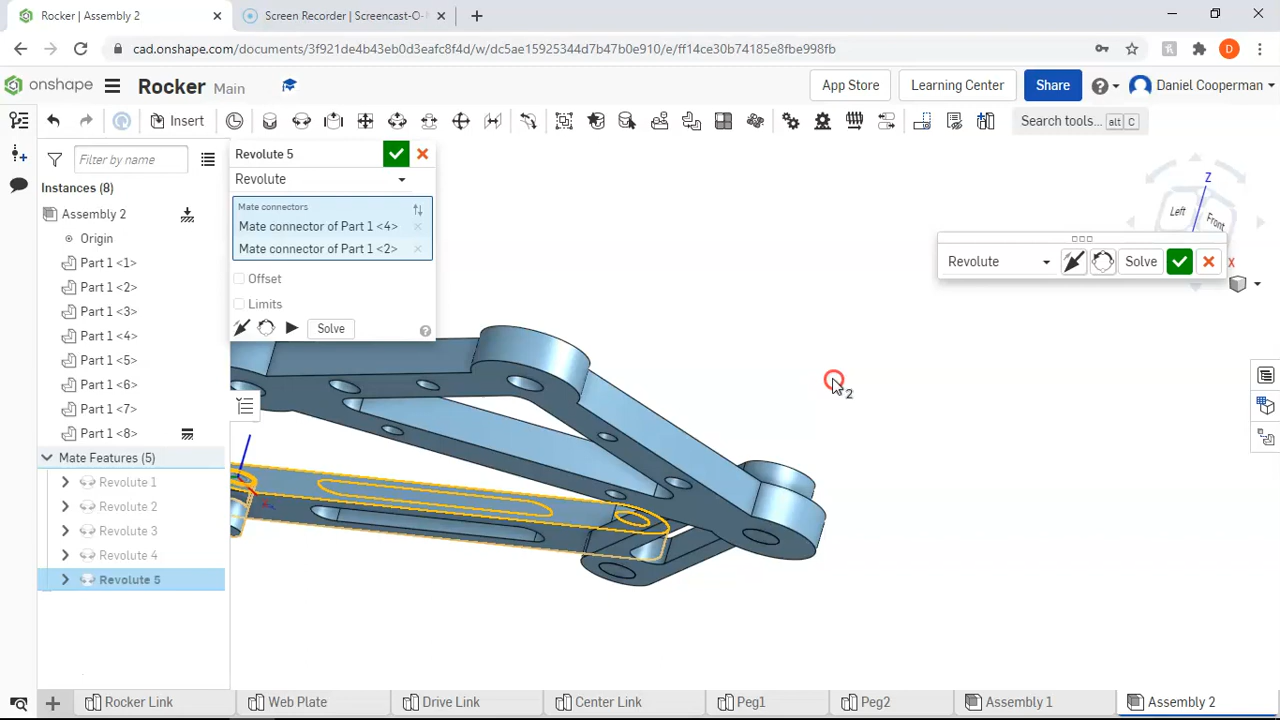 Rocker | Assembly 2
Screen Recorder | Screencast-O-
cad.onshape.com/documents/3f921de4b43eb0d3eafc8f4d/w/dc5ae15925344d7b47b0e910/e/ff14ce30b74185e8fbe998fb
D
onshape
Rocker Main
App Store
Learning Center
Share
Daniel Cooperman
Insert
Search tools... alt C
Filter by name
Instances (8)
Assembly 2
Origin
Part 1 <1>
Part 1 <2>
Part 1 <3>
Part 1 <4>
Part 1 <5>
Part 1 <6>
Part 1 <7>
Part 1 <8>
Mate Features (5)
Revolute 1
Revolute 2
Revolute 3
Revolute 4
Revolute 5
Revolute 5
Revolute
Mate connectors
Mate connector of Part 1 <4>
Mate connector of Part 1 <2>
Offset
Limits
Solve
Z
Left
Front
X
Revolute
Solve
2
Rocker Link
Web Plate
Drive Link
Center Link
Peg1
Peg2
Assembly 1
Assembly 2